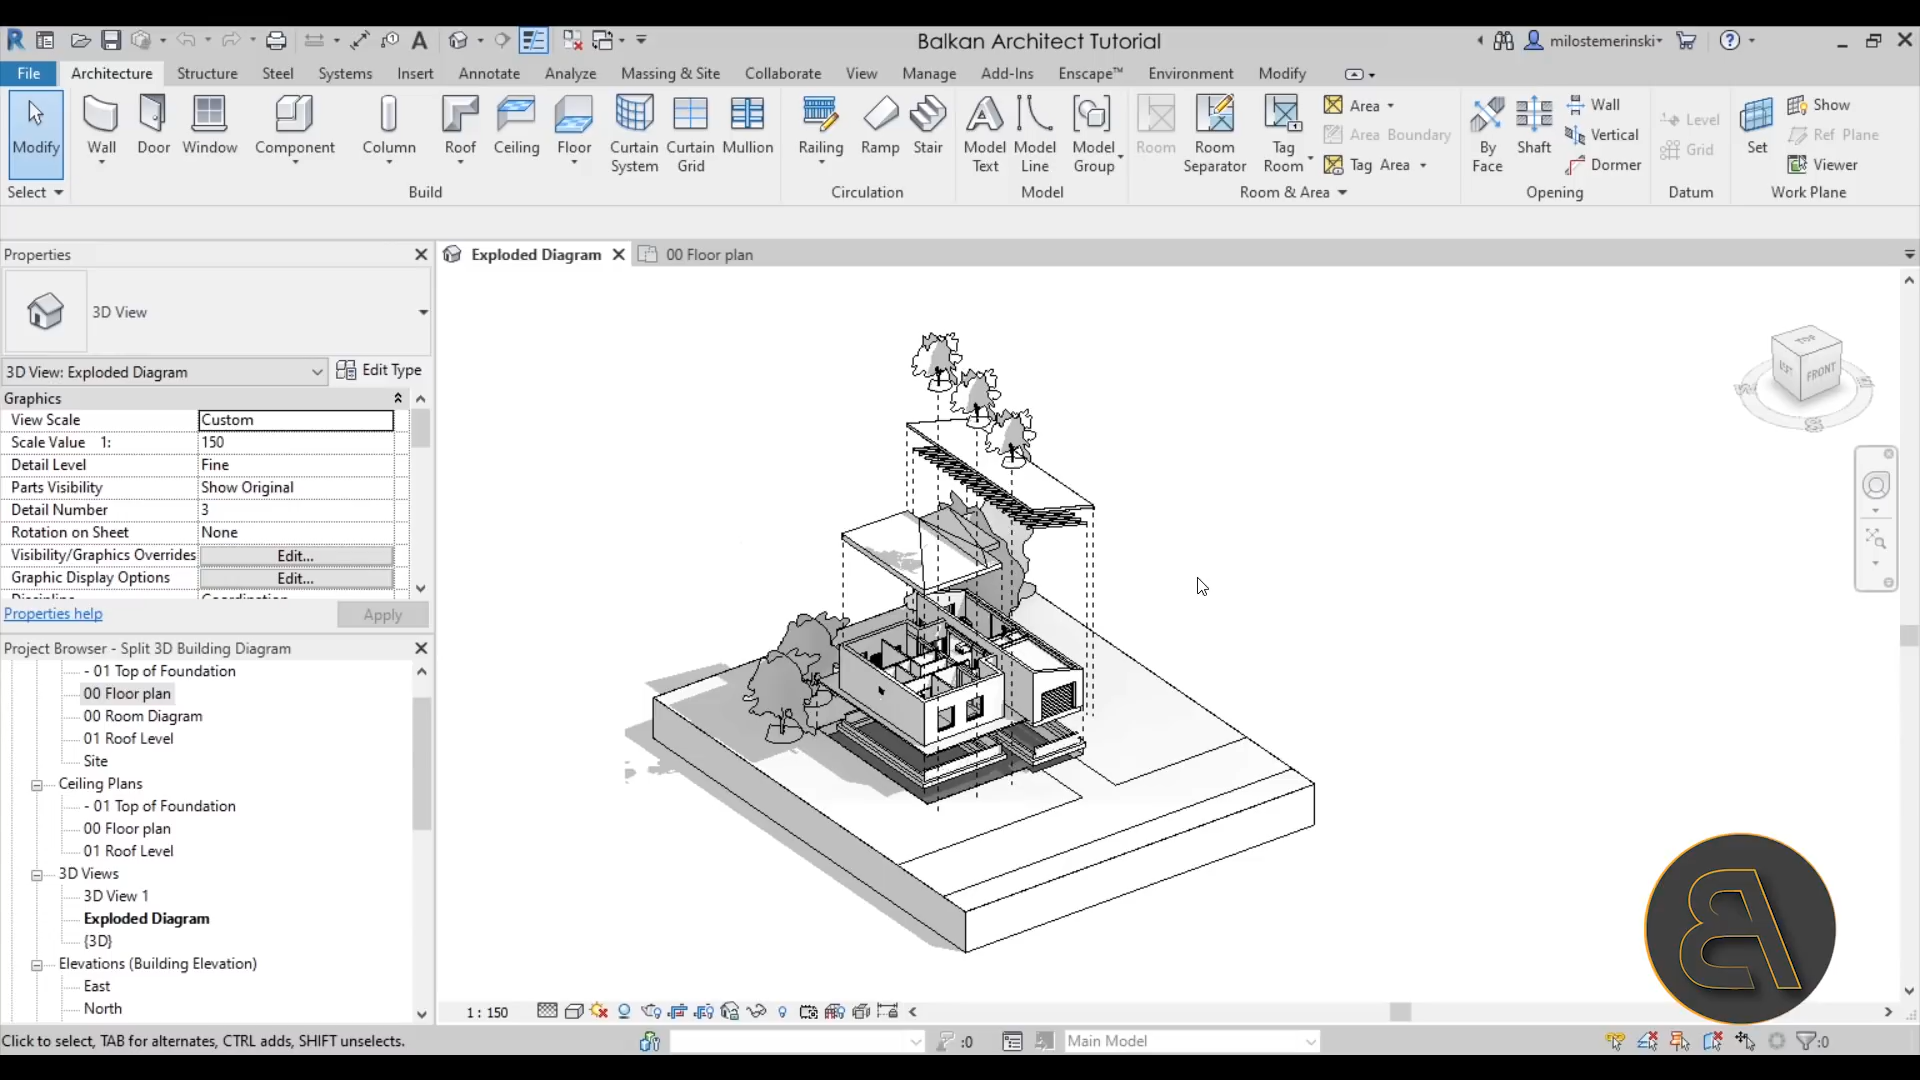 Balkan Architect Tutorial
milostemerinski
File
Architecture
Structure
Steel
Systems
Insert
Annotate
Analyze
Massing & Site
Collaborate
View
Manage
Add-Ins
Enscape™
Environment
Modify
Modify
Wall
Door
Window
Component
Column
Roof
Ceiling
Floor
Curtain
System
Curtain
Grid
Mullion
Railing
Ramp
Stair
Model
Text
Model
Line
Model
Group
Room
Room
Separator
Tag
Room
Area
Area Boundary
Tag Area
By
Face
Shaft
Wall
Vertical
Dormer
Level
Grid
Set
Show
Ref Plane
Viewer
Select
Build
Circulation
Model
Room & Area
Opening
Datum
Work Plane
Properties
Exploded Diagram
00 Floor plan
3D View
3D View: Exploded Diagram
Edit Type
Graphics
View Scale Custom
Scale Value 1: 150
Detail Level Fine
Parts Visibility Show Original
Detail Number 3
Rotation on Sheet None
Visibility/Graphics Overrides Edit...
Graphic Display Options Edit...
Properties help
Apply
Project Browser - Split 3D Building Diagram
- 01 Top of Foundation
00 Floor plan
00 Room Diagram
01 Roof Level
Site
Ceiling Plans
- 01 Top of Foundation
00 Floor plan
01 Roof Level
3D Views
3D View 1
Exploded Diagram
{3D}
Elevations (Building Elevation)
East
North
TOP
FRONT
W
E
S
1 : 150
Click to select, TAB for alternates, CTRL adds, SHIFT unselects.
:0
Main Model
:0